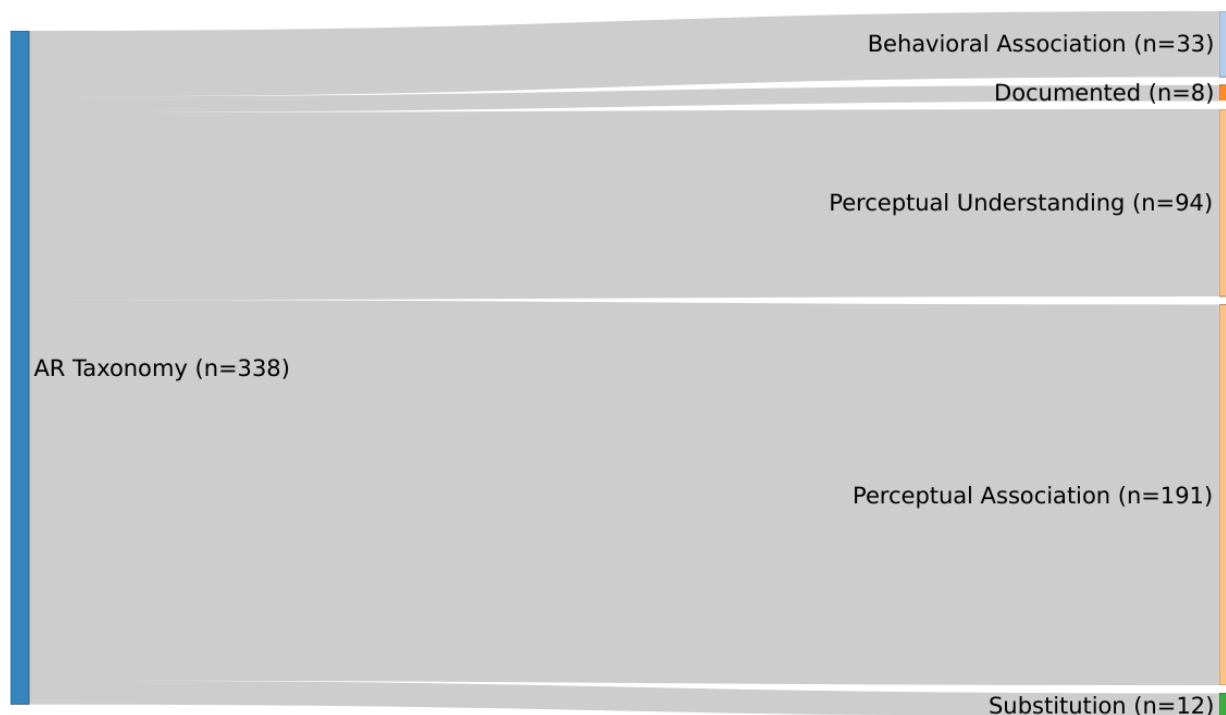 Behavioral Association (n=33)
Documented (n=8)
Perceptual Understanding (n=94)
AR Taxonomy (n=338)
Perceptual Association (n=191)
Substitution (n=12)